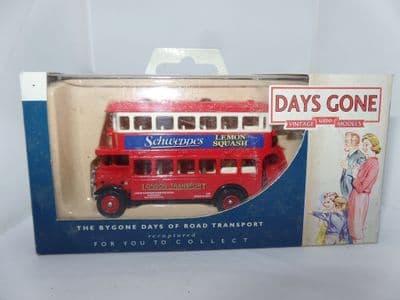 DAYS GONE
VINTAGE MODELS
Schweppes LEMON
SQUASH
LONDON TRANSPORT
THE BYGONE DAYS OF ROAD TRANSPORT
recaptured
FOR YOU TO COLLECT